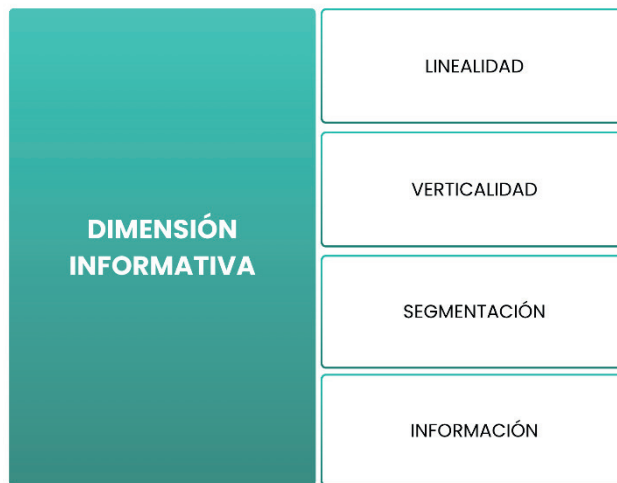 DIMENSIÓN
INFORMATIVA
LINEALIDAD
VERTICALIDAD
SEGMENTACIÓN
INFORMACIÓN